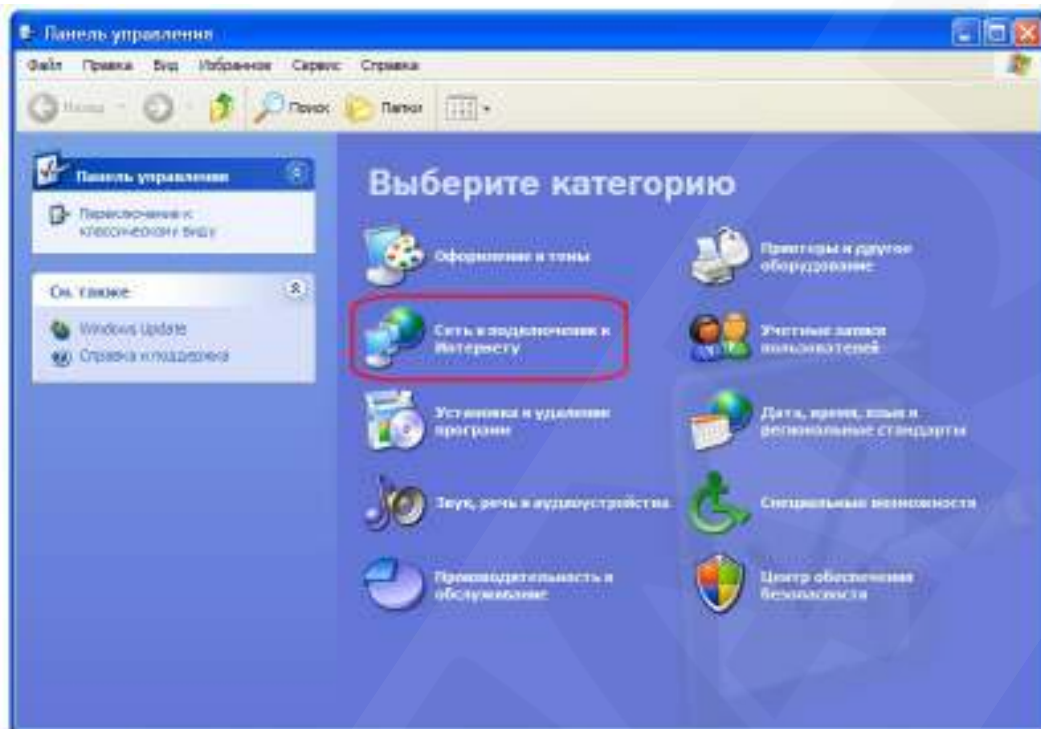 Панель управления
Файл Правка Вид Избранное Сервис Справка
Назад Поиск Папки
Панель управления
Переключение к
классическому виду
См. также
Windows Update
Справка и поддержка
Выберите категорию
Оформление и темы
Принтеры и другое
оборудование
Сеть и подключения к
Интернету
Учетные записи
пользователей
Установка и удаление
программ
Дата, время, язык и
региональные стандарты
Звук, речь и аудиоустройства
Специальные возможности
Производительность и
обслуживание
Центр обеспечения
безопасности